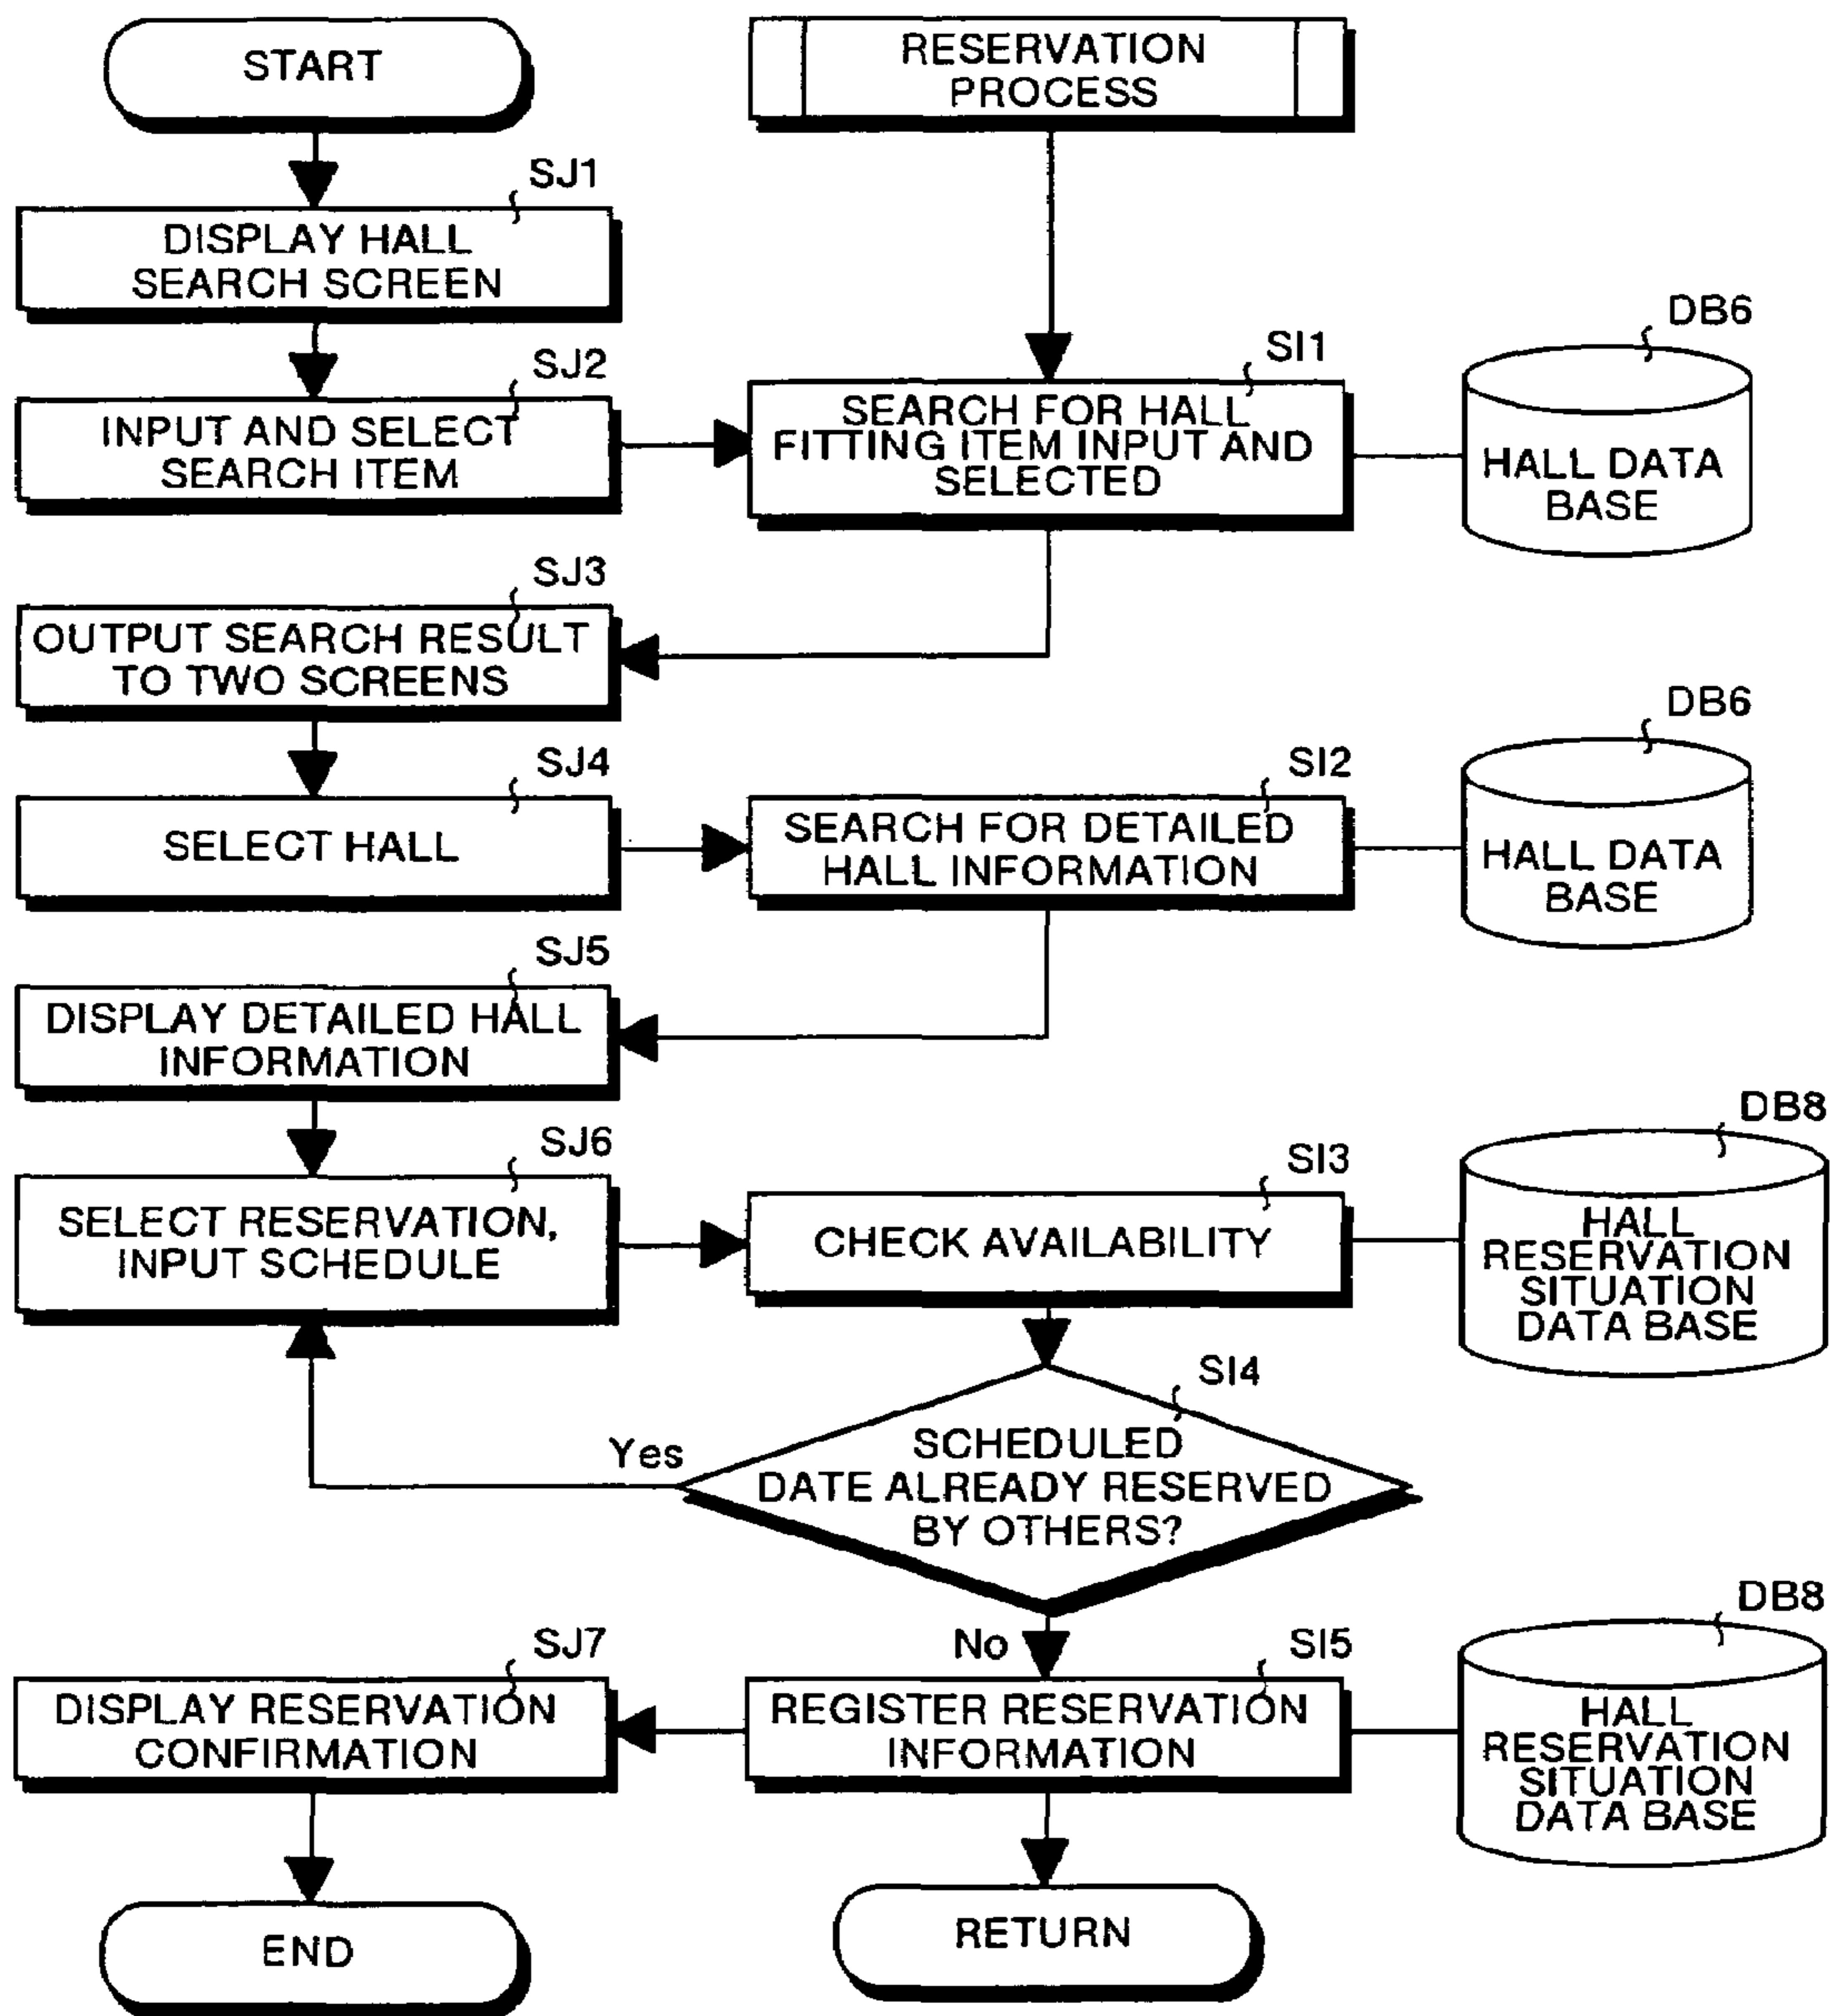 START
RESERVATION
PROCESS
SJ1
DISPLAY HALL
SEARCH SCREEN
SJ2
INPUT AND SELECT
SEARCH ITEM
SI1
SEARCH FOR HALL
FITTING ITEM INPUT AND
SELECTED
DB6
HALL DATA
BASE
SJ3
OUTPUT SEARCH RESULT
TO TWO SCREENS
SJ4
SELECT HALL
SI2
SEARCH FOR DETAILED
HALL INFORMATION
DB6
HALL DATA
BASE
SJ5
DISPLAY DETAILED HALL
INFORMATION
SJ6
SELECT RESERVATION,
INPUT SCHEDULE
SI3
CHECK AVAILABILITY
DB8
HALL
RESERVATION
SITUATION
DATA BASE
SI4
SCHEDULED
DATE ALREADY RESERVED
BY OTHERS?
Yes
No
SJ7
DISPLAY RESERVATION
CONFIRMATION
SI5
REGISTER RESERVATION
INFORMATION
DB8
HALL
RESERVATION
SITUATION
DATA BASE
END
RETURN